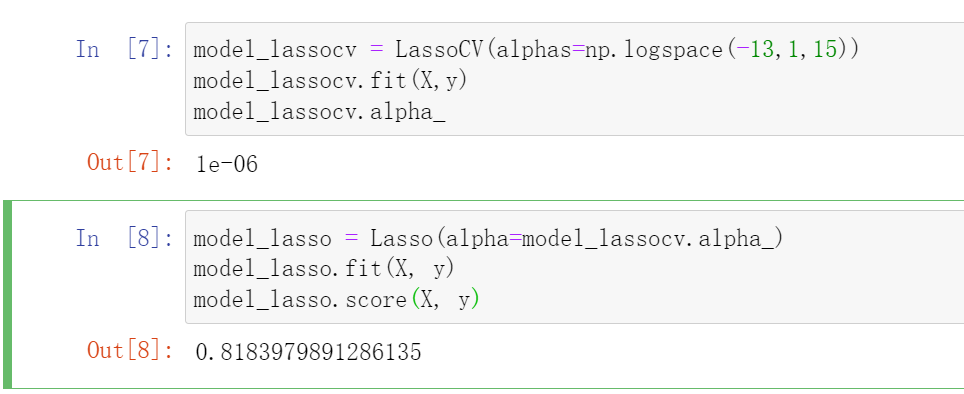 In [7]: model_lassocv = LassoCV(alphas=np.logspace(-13,1,15))
model_lassocv.fit(X,y)
model_lassocv.alpha_
Out[7]: 1e-06
In [8]: model_lasso = Lasso(alpha=model_lassocv.alpha_)
model_lasso.fit(X, y)
model_lasso.score(X, y)
Out[8]: 0.8183979891286135